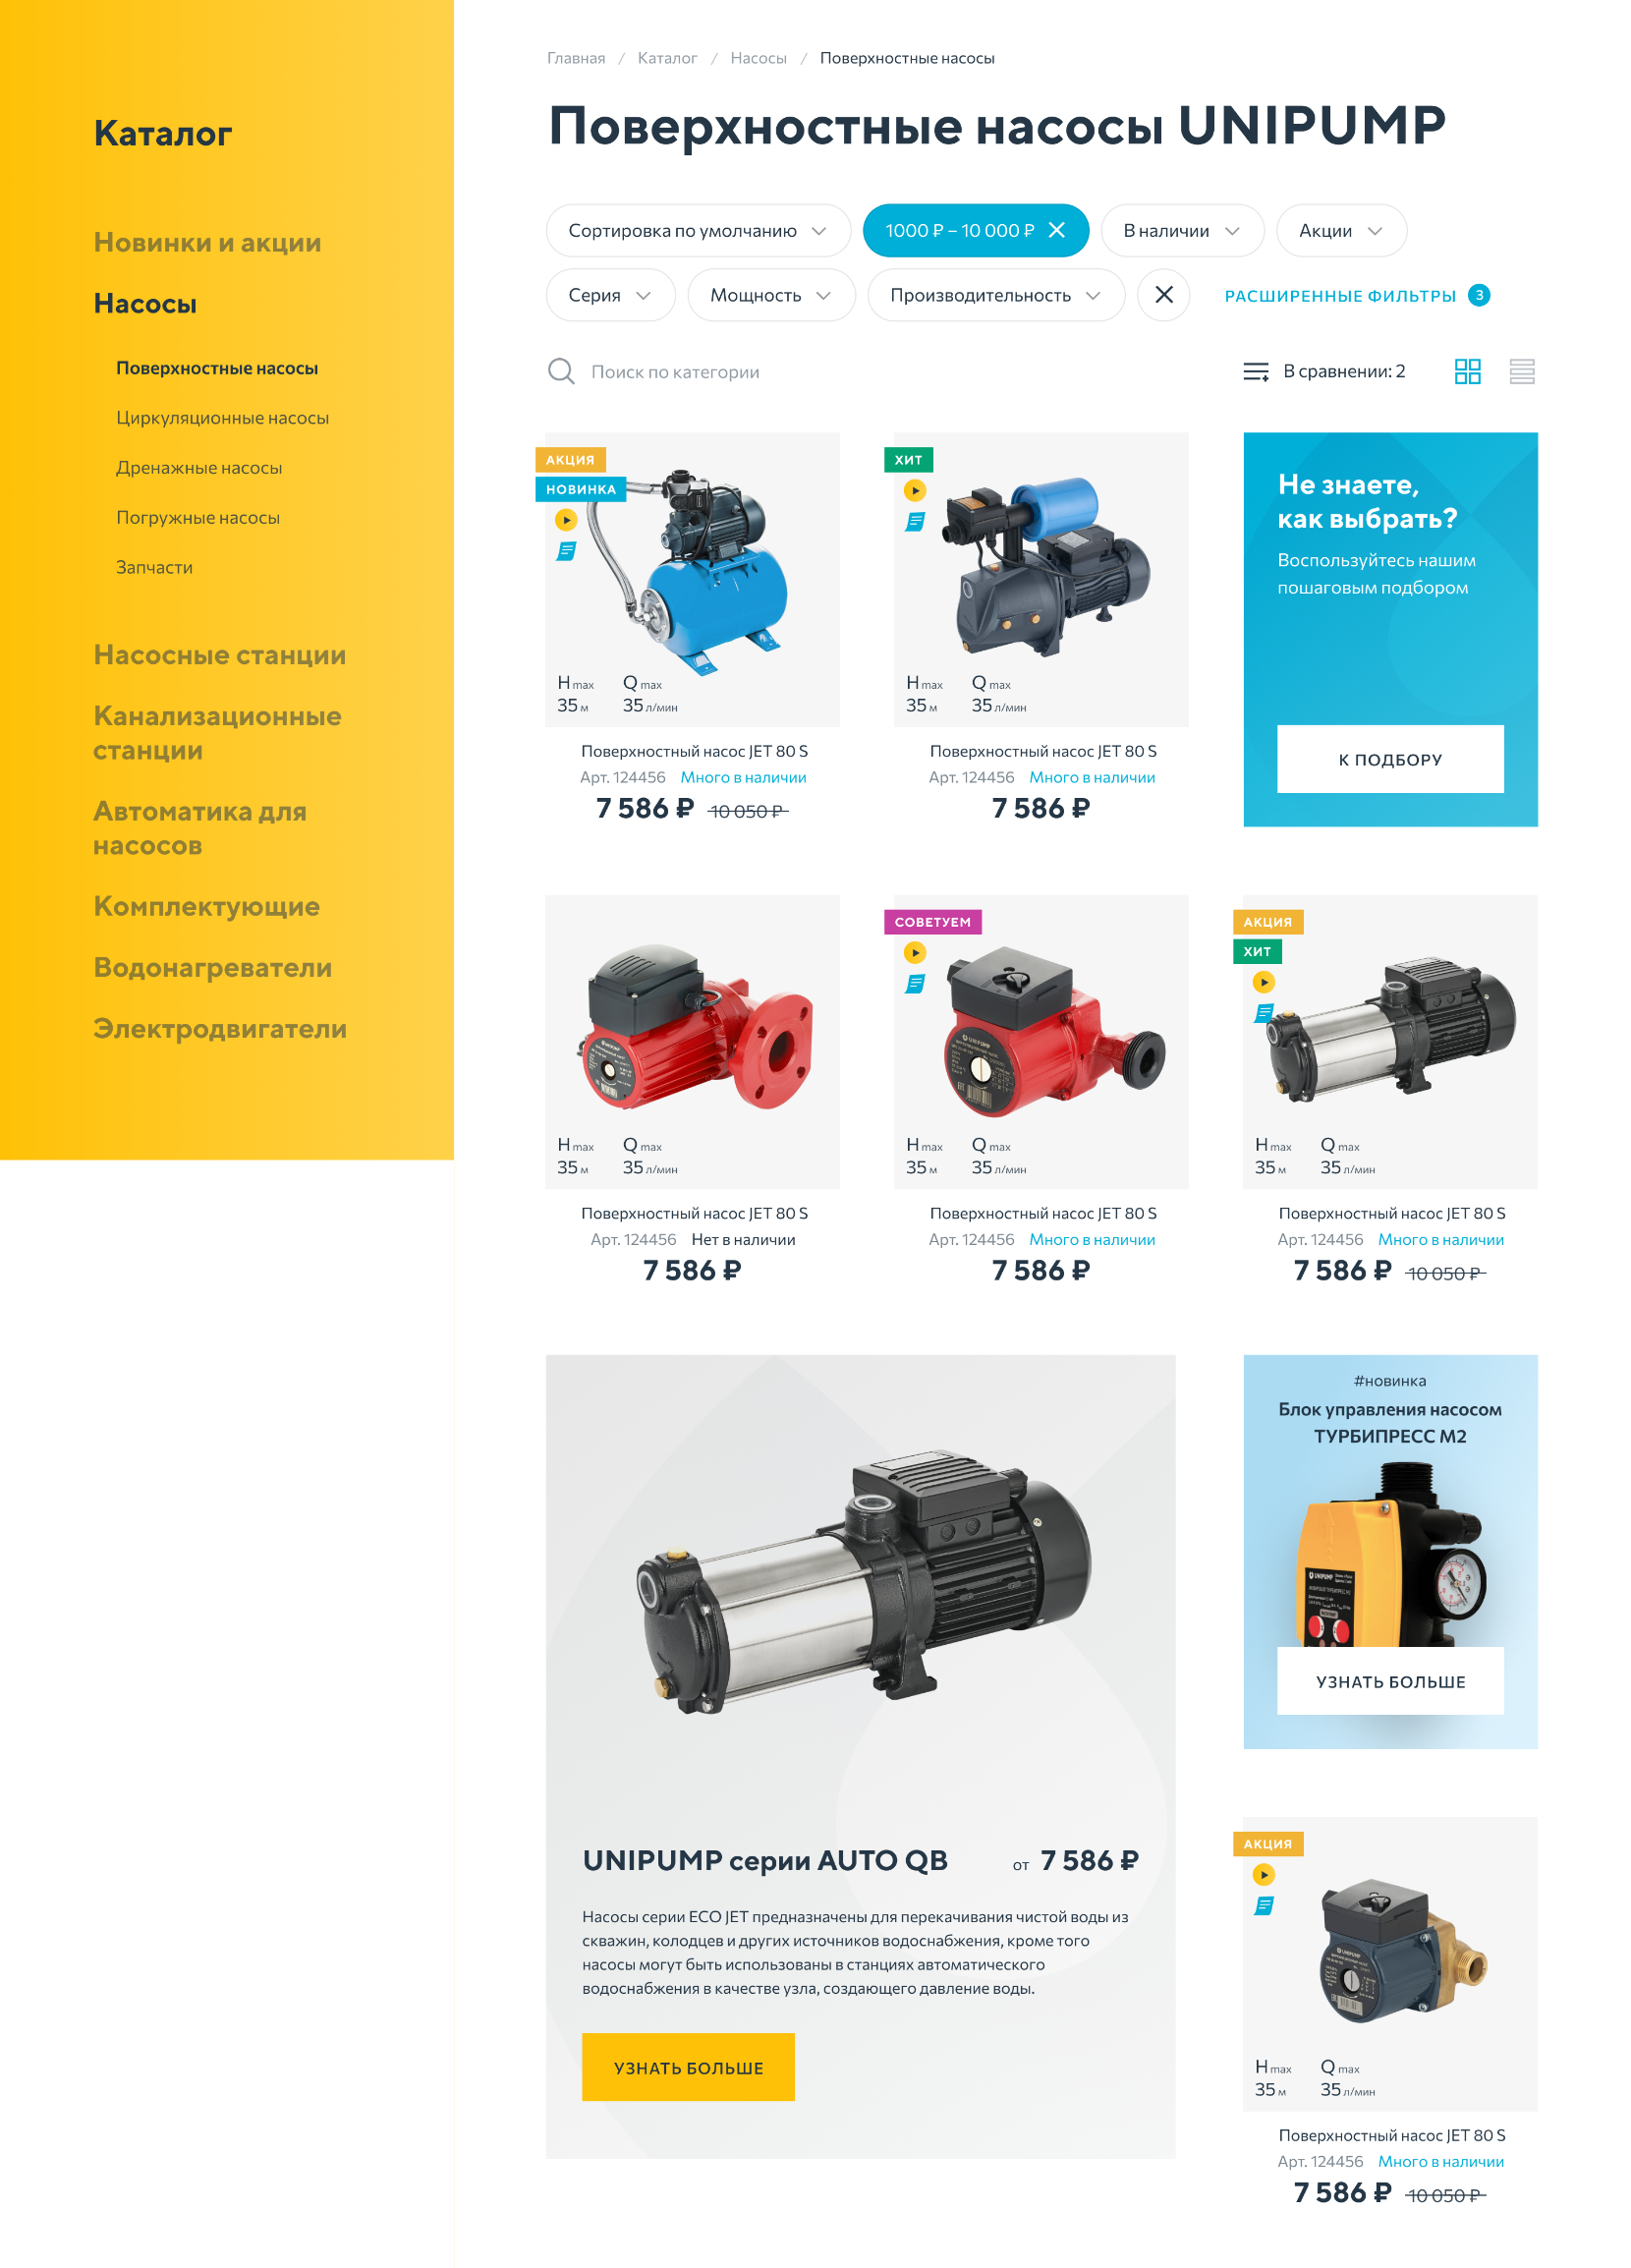 Каталог
Новинки и акции
Насосы
Поверхностные насосы
Циркуляционные насосы
Дренажные насосы
Погружные насосы
Запчасти
Насосные станции
Канализационные
станции
Автоматика для
насосов
Комплектующие
Водонагреватели
Электродвигатели
Главная / Каталог / Насосы / Поверхностные насосы
Поверхностные насосы UNIPUMP
Сортировка по умолчанию 1000 ₽ – 10 000 ₽ В наличии Акции
Серия Мощность Производительность РАСШИРЕННЫЕ ФИЛЬТРЫ 3
Поиск по категории В сравнении: 2
АКЦИЯ
НОВИНКА
H max Q max
35 м 35 л/мин
Поверхностный насос JET 80 S
Арт. 124456 Много в наличии
7 586 ₽ 10 050 ₽
ХИТ
H max Q max
35 м 35 л/мин
Поверхностный насос JET 80 S
Арт. 124456 Много в наличии
7 586 ₽
Не знаете,
как выбрать?
Воспользуйтесь нашим
пошаговым подбором
К ПОДБОРУ
UNIPUMP
H max Q max
35 м 35 л/мин
Поверхностный насос JET 80 S
Арт. 124456 Нет в наличии
7 586 ₽
СОВЕТУЕМ
UNIPUMP
H max Q max
35 м 35 л/мин
Поверхностный насос JET 80 S
Арт. 124456 Много в наличии
7 586 ₽
АКЦИЯ
ХИТ
H max Q max
35 м 35 л/мин
Поверхностный насос JET 80 S
Арт. 124456 Много в наличии
7 586 ₽ 10 050 ₽
UNIPUMP серии AUTO QB от 7 586 ₽
Насосы серии ECO JET предназначены для перекачивания чистой воды из
скважин, колодцев и других источников водоснабжения, кроме того
насосы могут быть использованы в станциях автоматического
водоснабжения в качестве узла, создающего давление воды.
УЗНАТЬ БОЛЬШЕ
#новинка
Блок управления насосом
ТУРБИПРЕСС М2
UNIPUMP
УЗНАТЬ БОЛЬШЕ
АКЦИЯ
UNIPUMP
H max Q max
35 м 35 л/мин
Поверхностный насос JET 80 S
Арт. 124456 Много в наличии
7 586 ₽ 10 050 ₽